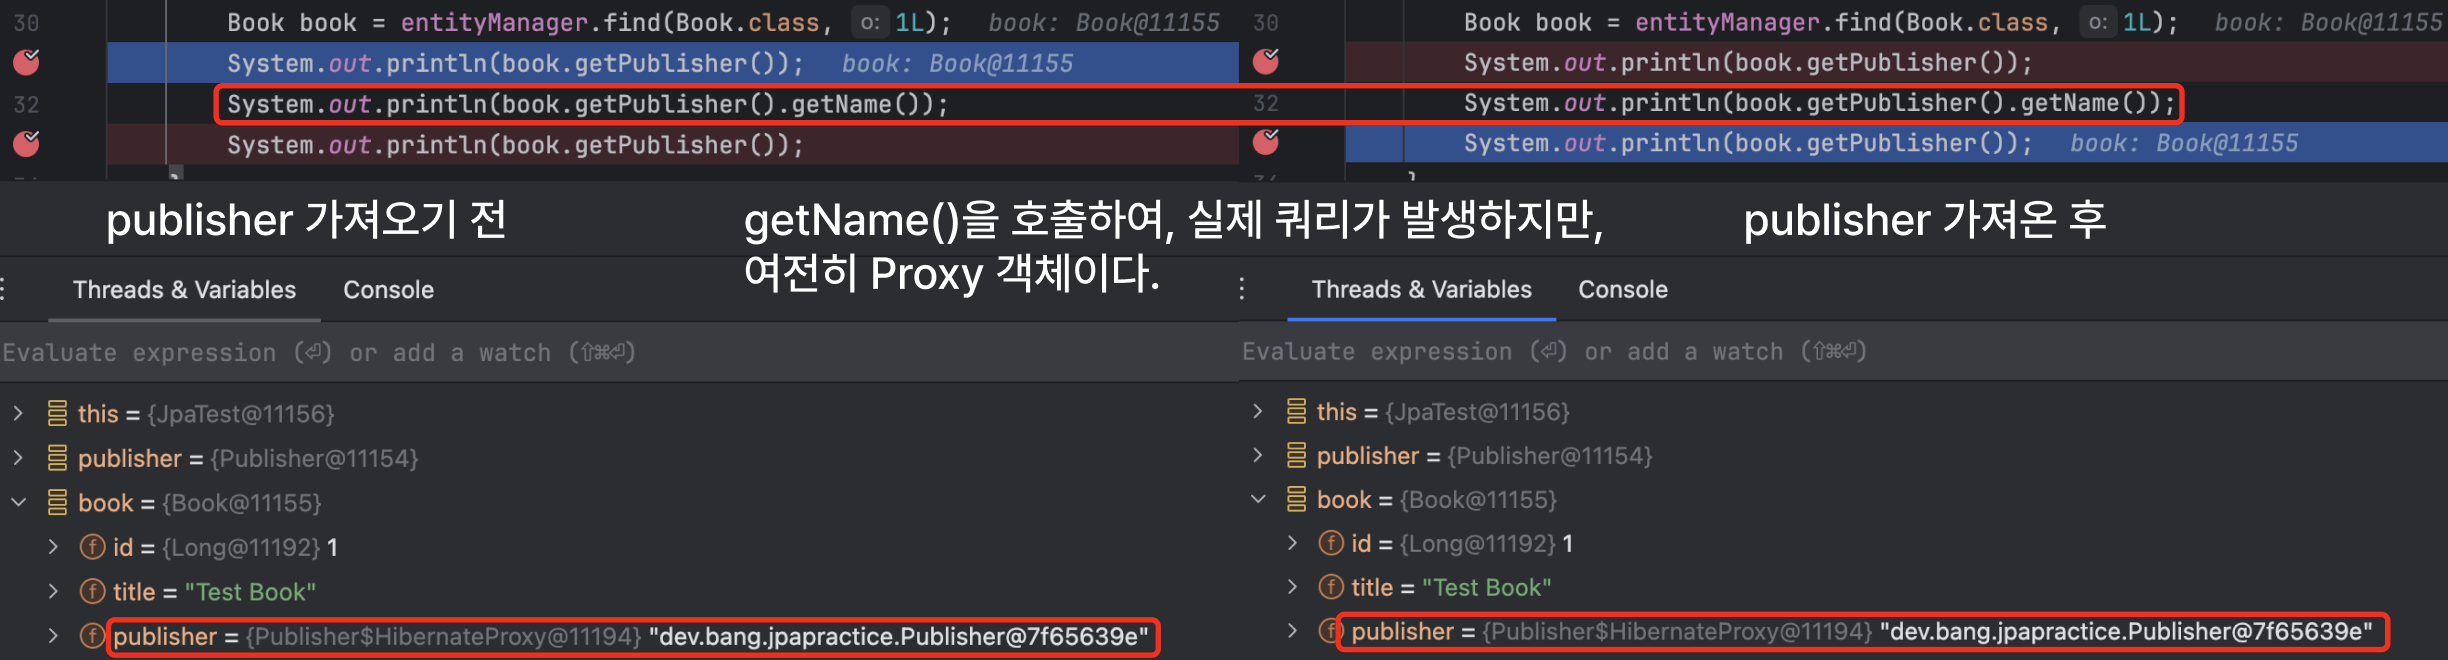 30 Book book = entityManager.find(Book.class, o: 1L); book: Book@11155
System.out.println(book.getPublisher()); book: Book@11155
32 System.out.println(book.getPublisher().getName());
System.out.println(book.getPublisher());
}
30 Book book = entityManager.find(Book.class, o: 1L); book: Book@11155
System.out.println(book.getPublisher());
32 System.out.println(book.getPublisher().getName());
System.out.println(book.getPublisher()); book: Book@11155
publisher 가져오기 전
getName()을 호출하여, 실제 쿼리가 발생하지만,
여전히 Proxy 객체이다.
publisher 가져온 후
Threads & Variables Console
Evaluate expression (⏎) or add a watch (⇧⌘⏎)
this = {JpaTest@11156}
publisher = {Publisher@11154}
book = {Book@11155}
f id = {Long@11192} 1
f title = "Test Book"
f publisher = {Publisher$HibernateProxy@11194} "dev.bang.jpapractice.Publisher@7f65639e"
Threads & Variables Console
Evaluate expression (⏎) or add a watch (⇧⌘⏎)
this = {JpaTest@11156}
publisher = {Publisher@11154}
book = {Book@11155}
f id = {Long@11192} 1
f title = "Test Book"
f publisher = {Publisher$HibernateProxy@11194} "dev.bang.jpapractice.Publisher@7f65639e"